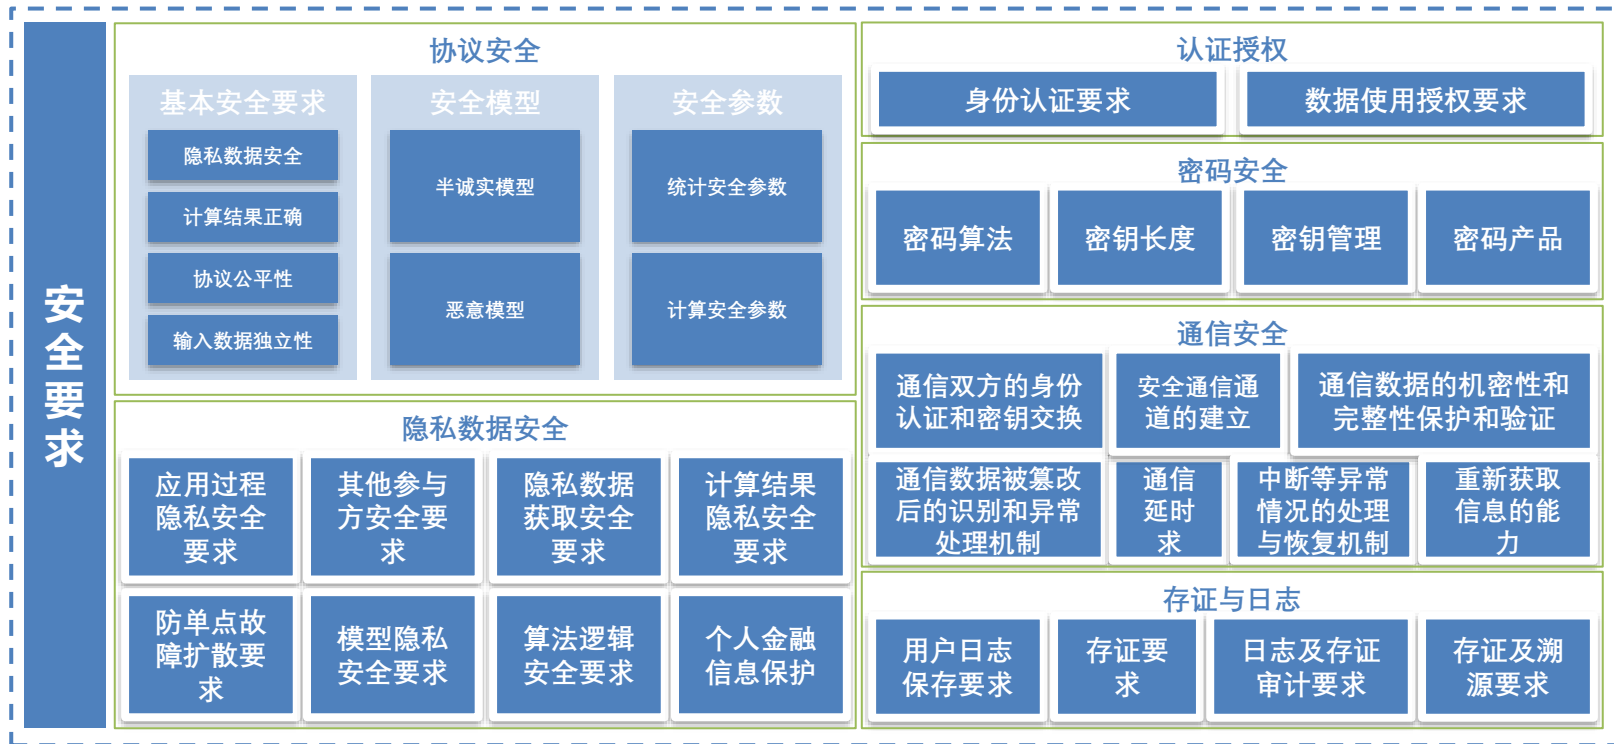 安全要求
协议安全
基本安全要求
隐私数据安全
计算结果正确
协议公平性
输入数据独立性
安全模型
半诚实模型
恶意模型
安全参数
统计安全参数
计算安全参数
隐私数据安全
应用过程
隐私安全
要求
其他参与
方安全要
求
隐私数据
获取安全
要求
计算结果
隐私安全
要求
防单点故
障扩散要
求
模型隐私
安全要求
算法逻辑
安全要求
个人金融
信息保护
认证授权
身份认证要求
数据使用授权要求
密码安全
密码算法
密钥长度
密钥管理
密码产品
通信安全
通信双方的身份
认证和密钥交换
安全通信通
道的建立
通信数据的机密性和
完整性保护和验证
通信数据被篡改
后的识别和异常
处理机制
通信
延时
求
中断等异常
情况的处理
与恢复机制
重新获取
信息的能
力
存证与日志
用户日志
保存要求
存证要
求
日志及存证
审计要求
存证及溯
源要求